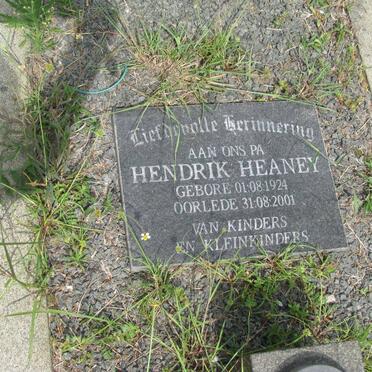 Liefdevolle Herinnering
AAN ONS PA
HENDRIK HEANEY
GEBORE 01.08.1924
OORLEDE 31.08.2001
VAN KINDERS
EN KLEINKINDERS